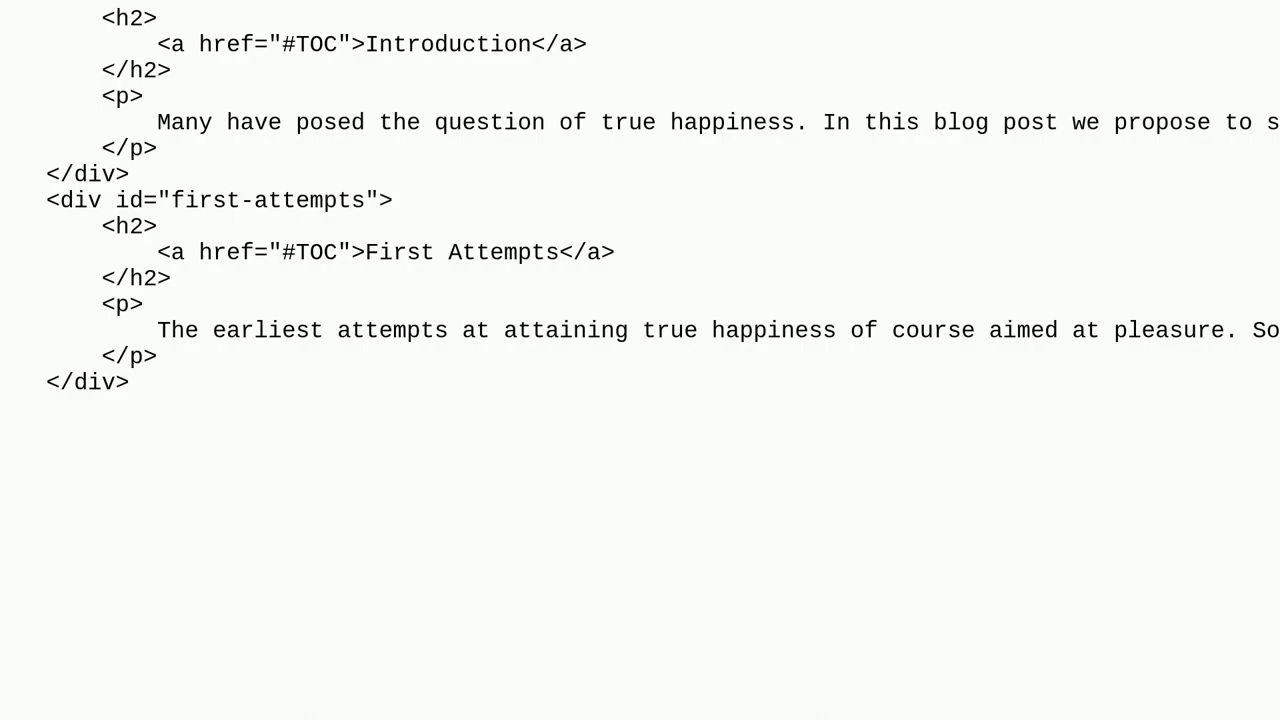 <h2>
<a href="#TOC">Introduction</a>
</h2>
<p>
Many have posed the question of true happiness. In this blog post we propose to s
</p>
</div>
<div id="first-attempts">
<h2>
<a href="#TOC">First Attempts</a>
</h2>
<p>
The earliest attempts at attaining true happiness of course aimed at pleasure. So
</p>
</div>